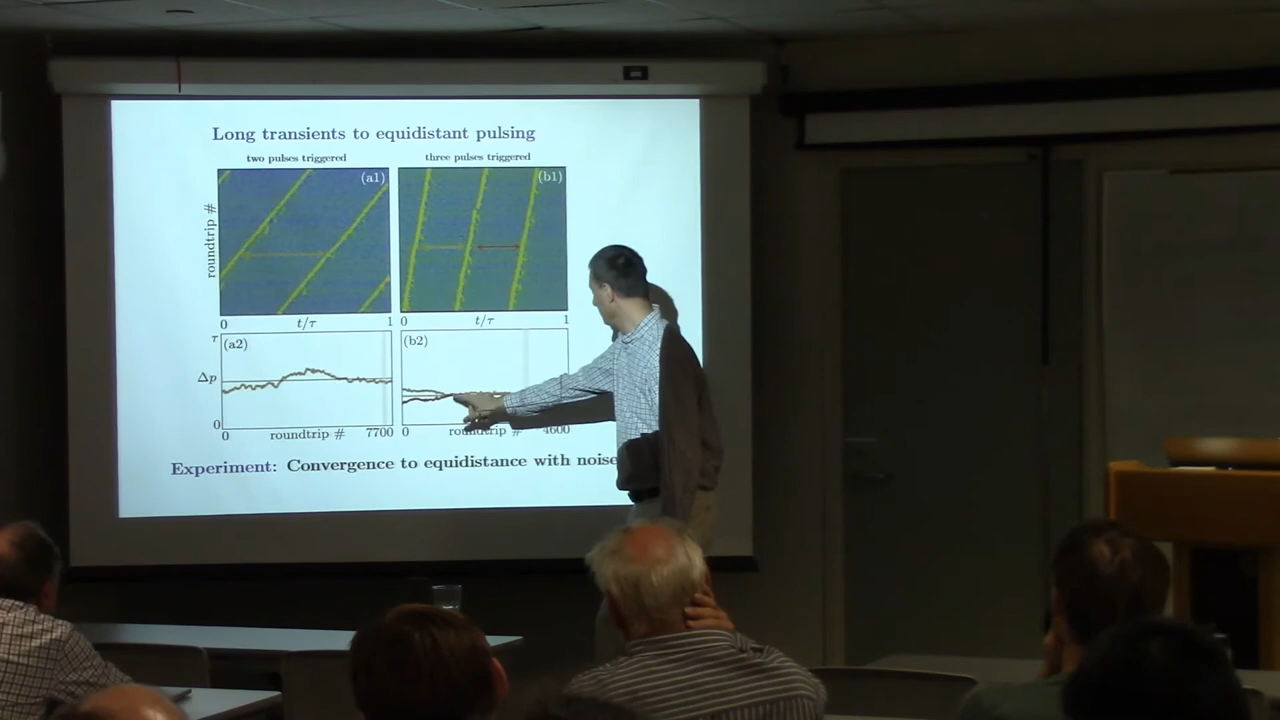 Long transients to equidistant pulsing
two pulses triggered
three pulses triggered
(a1)
(b1)
roundtrip #
0
t/τ
1
0
t/τ
1
τ
(a2)
(b2)
Δp
0
0
roundtrip #
7700
0
roundtrip #
4600
Experiment: Convergence to equidistance with noise